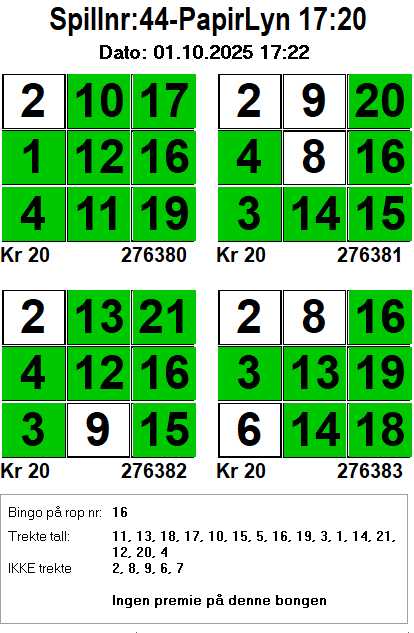 Spillnr:44-PapirLyn 17:20
Dato: 01.10.2025 17:22
2 10 17
1 12 16
4 11 19
Kr 20 276380
2 9 20
4 8 16
3 14 15
Kr 20 276381
2 13 21
4 12 16
3 9 15
Kr 20 276382
2 8 16
3 13 19
6 14 18
Kr 20 276383
Bingo på rop nr: 16
Trekte tall: 11, 13, 18, 17, 10, 15, 5, 16, 19, 3, 1, 14, 21,
12, 20, 4
IKKE trekte 2, 8, 9, 6, 7
Ingen premie på denne bongen